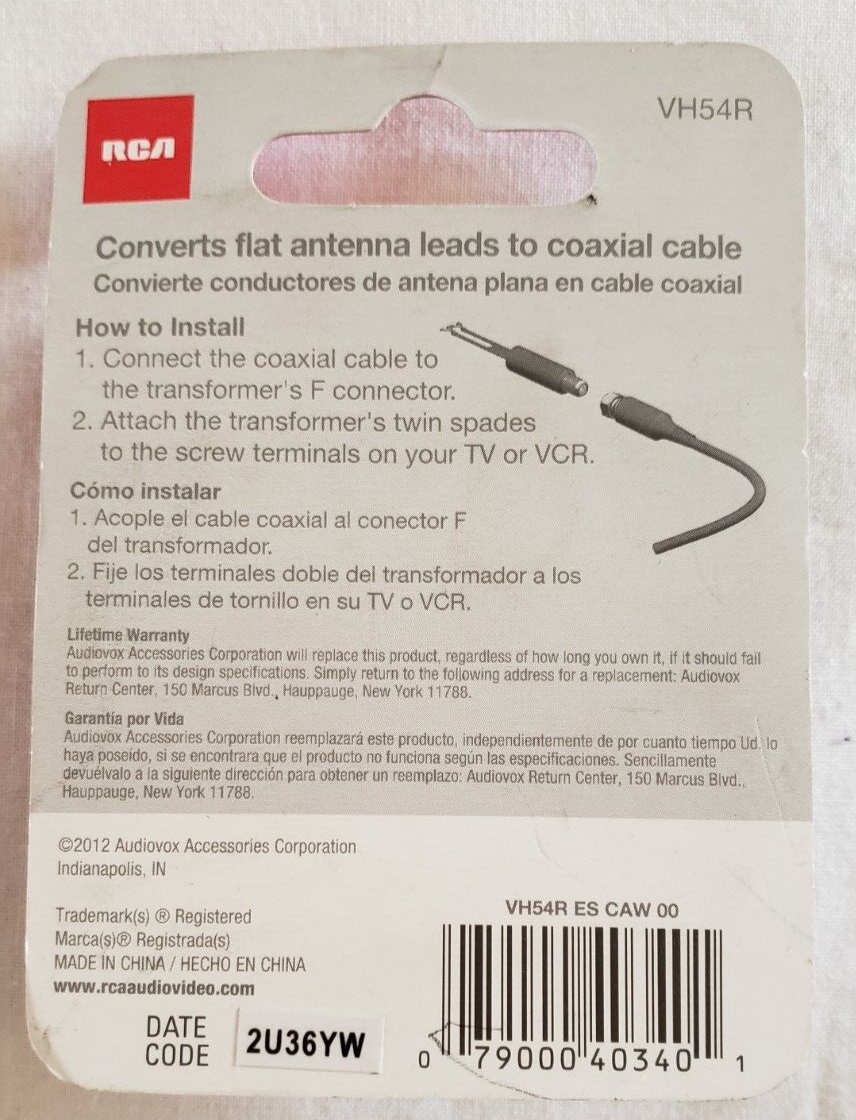 RCA
VH54R
Converts flat antenna leads to coaxial cable
Convierte conductores de antena plana en cable coaxial
How to Install
1. Connect the coaxial cable to
the transformer's F connector.
2. Attach the transformer's twin spades
to the screw terminals on your TV or VCR.
Cómo instalar
1. Acople el cable coaxial al conector F
del transformador.
2. Fije los terminales doble del transformador a los
terminales de tornillo en su TV o VCR.
Lifetime Warranty
Audiovox Accessories Corporation will replace this product, regardless of how long you own it, if it should fail
to perform to its design specifications. Simply return to the following address for a replacement: Audiovox
Return Center, 150 Marcus Blvd., Hauppauge, New York 11788.
Garantía por Vida
Audiovox Accessories Corporation reemplazará este producto, independientemente de por cuanto tiempo Ud. lo
haya poseído, si se encontrara que el producto no funciona según las especificaciones. Sencillamente
devuélvalo a la siguiente dirección para obtener un reemplazo: Audiovox Return Center, 150 Marcus Blvd.,
Hauppauge, New York 11788.
©2012 Audiovox Accessories Corporation
Indianapolis, IN
Trademark(s) ® Registered
Marca(s)® Registrada(s)
MADE IN CHINA / HECHO EN CHINA
www.rcaaudiovideo.com
DATE
CODE
2U36YW
VH54R ES CAW 00
0 79000 40340 1